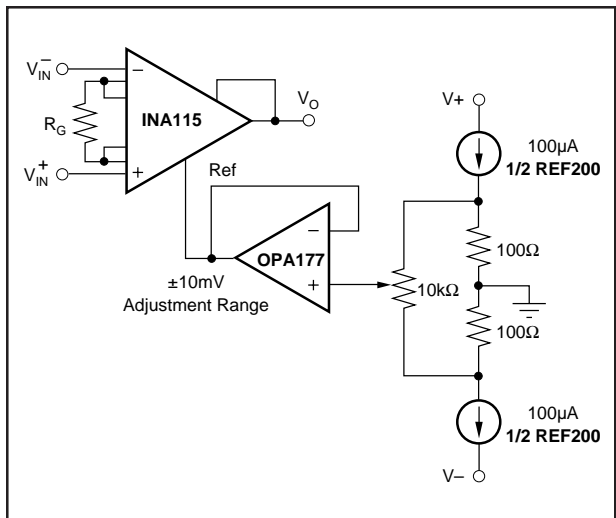 V−IN
RG
V+IN
−
+
INA115
VO
Ref
±10mV
Adjustment Range
−
+
OPA177
10kΩ
V+
100µA
1/2 REF200
100Ω
100Ω
100µA
1/2 REF200
V−